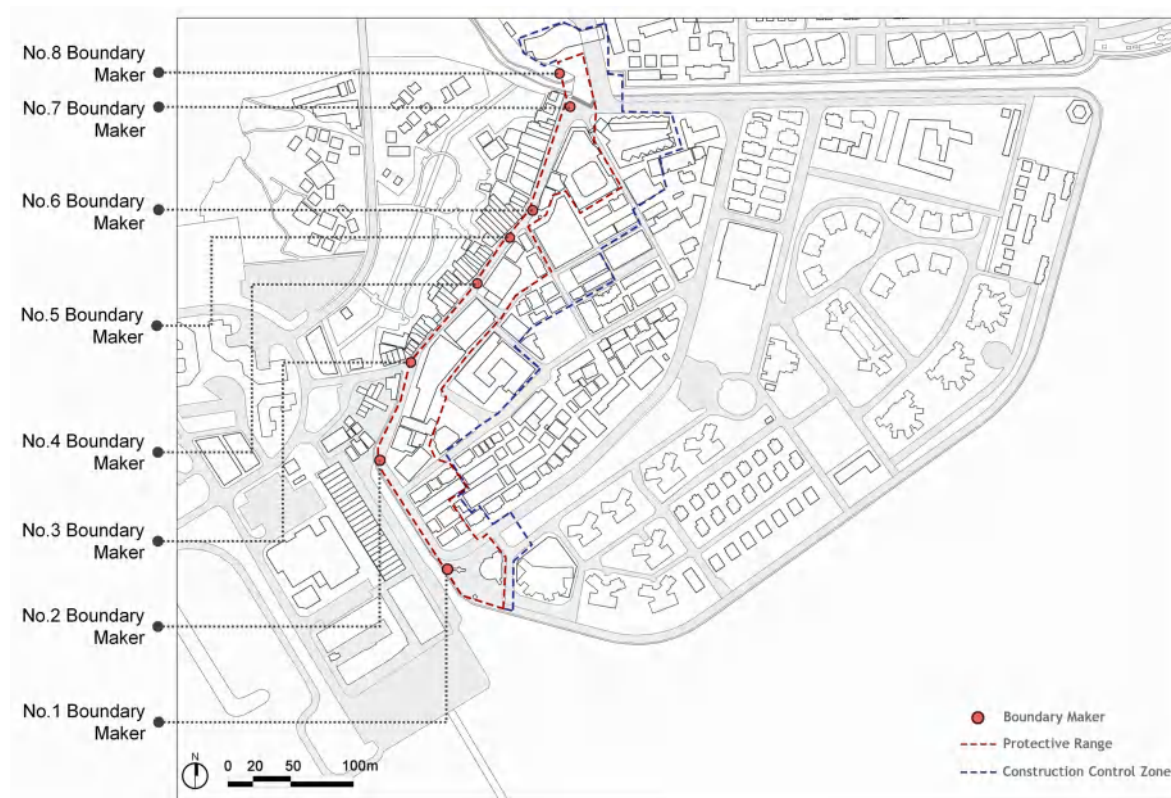 No.8 Boundary
Maker
No.7 Boundary
Maker
No.6 Boundary
Maker
No.5 Boundary
Maker
No.4 Boundary
Maker
No.3 Boundary
Maker
No.2 Boundary
Maker
No.1 Boundary
Maker
N
0 20 50 100m
Boundary Maker
Protective Range
Construction Control Zone